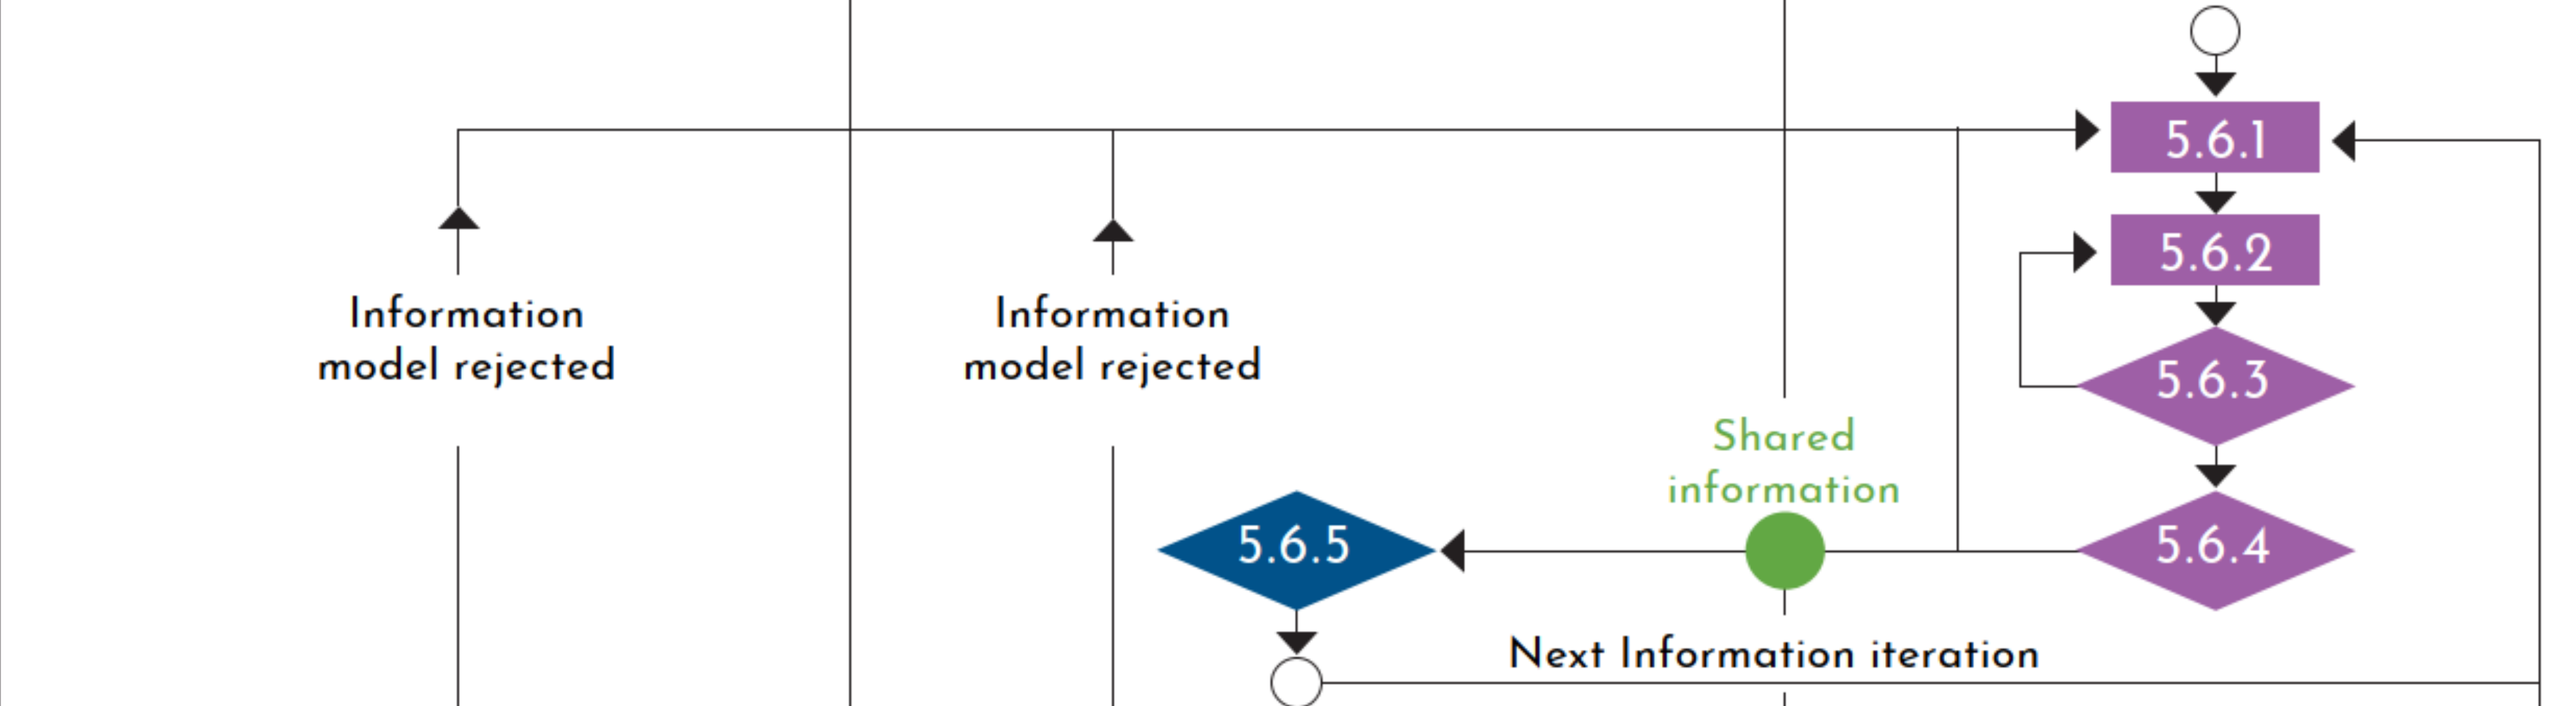 5.6.1
5.6.2
Information
model rejected
Information
model rejected
5.6.3
Shared
information
5.6.5
5.6.4
Next Information iteration